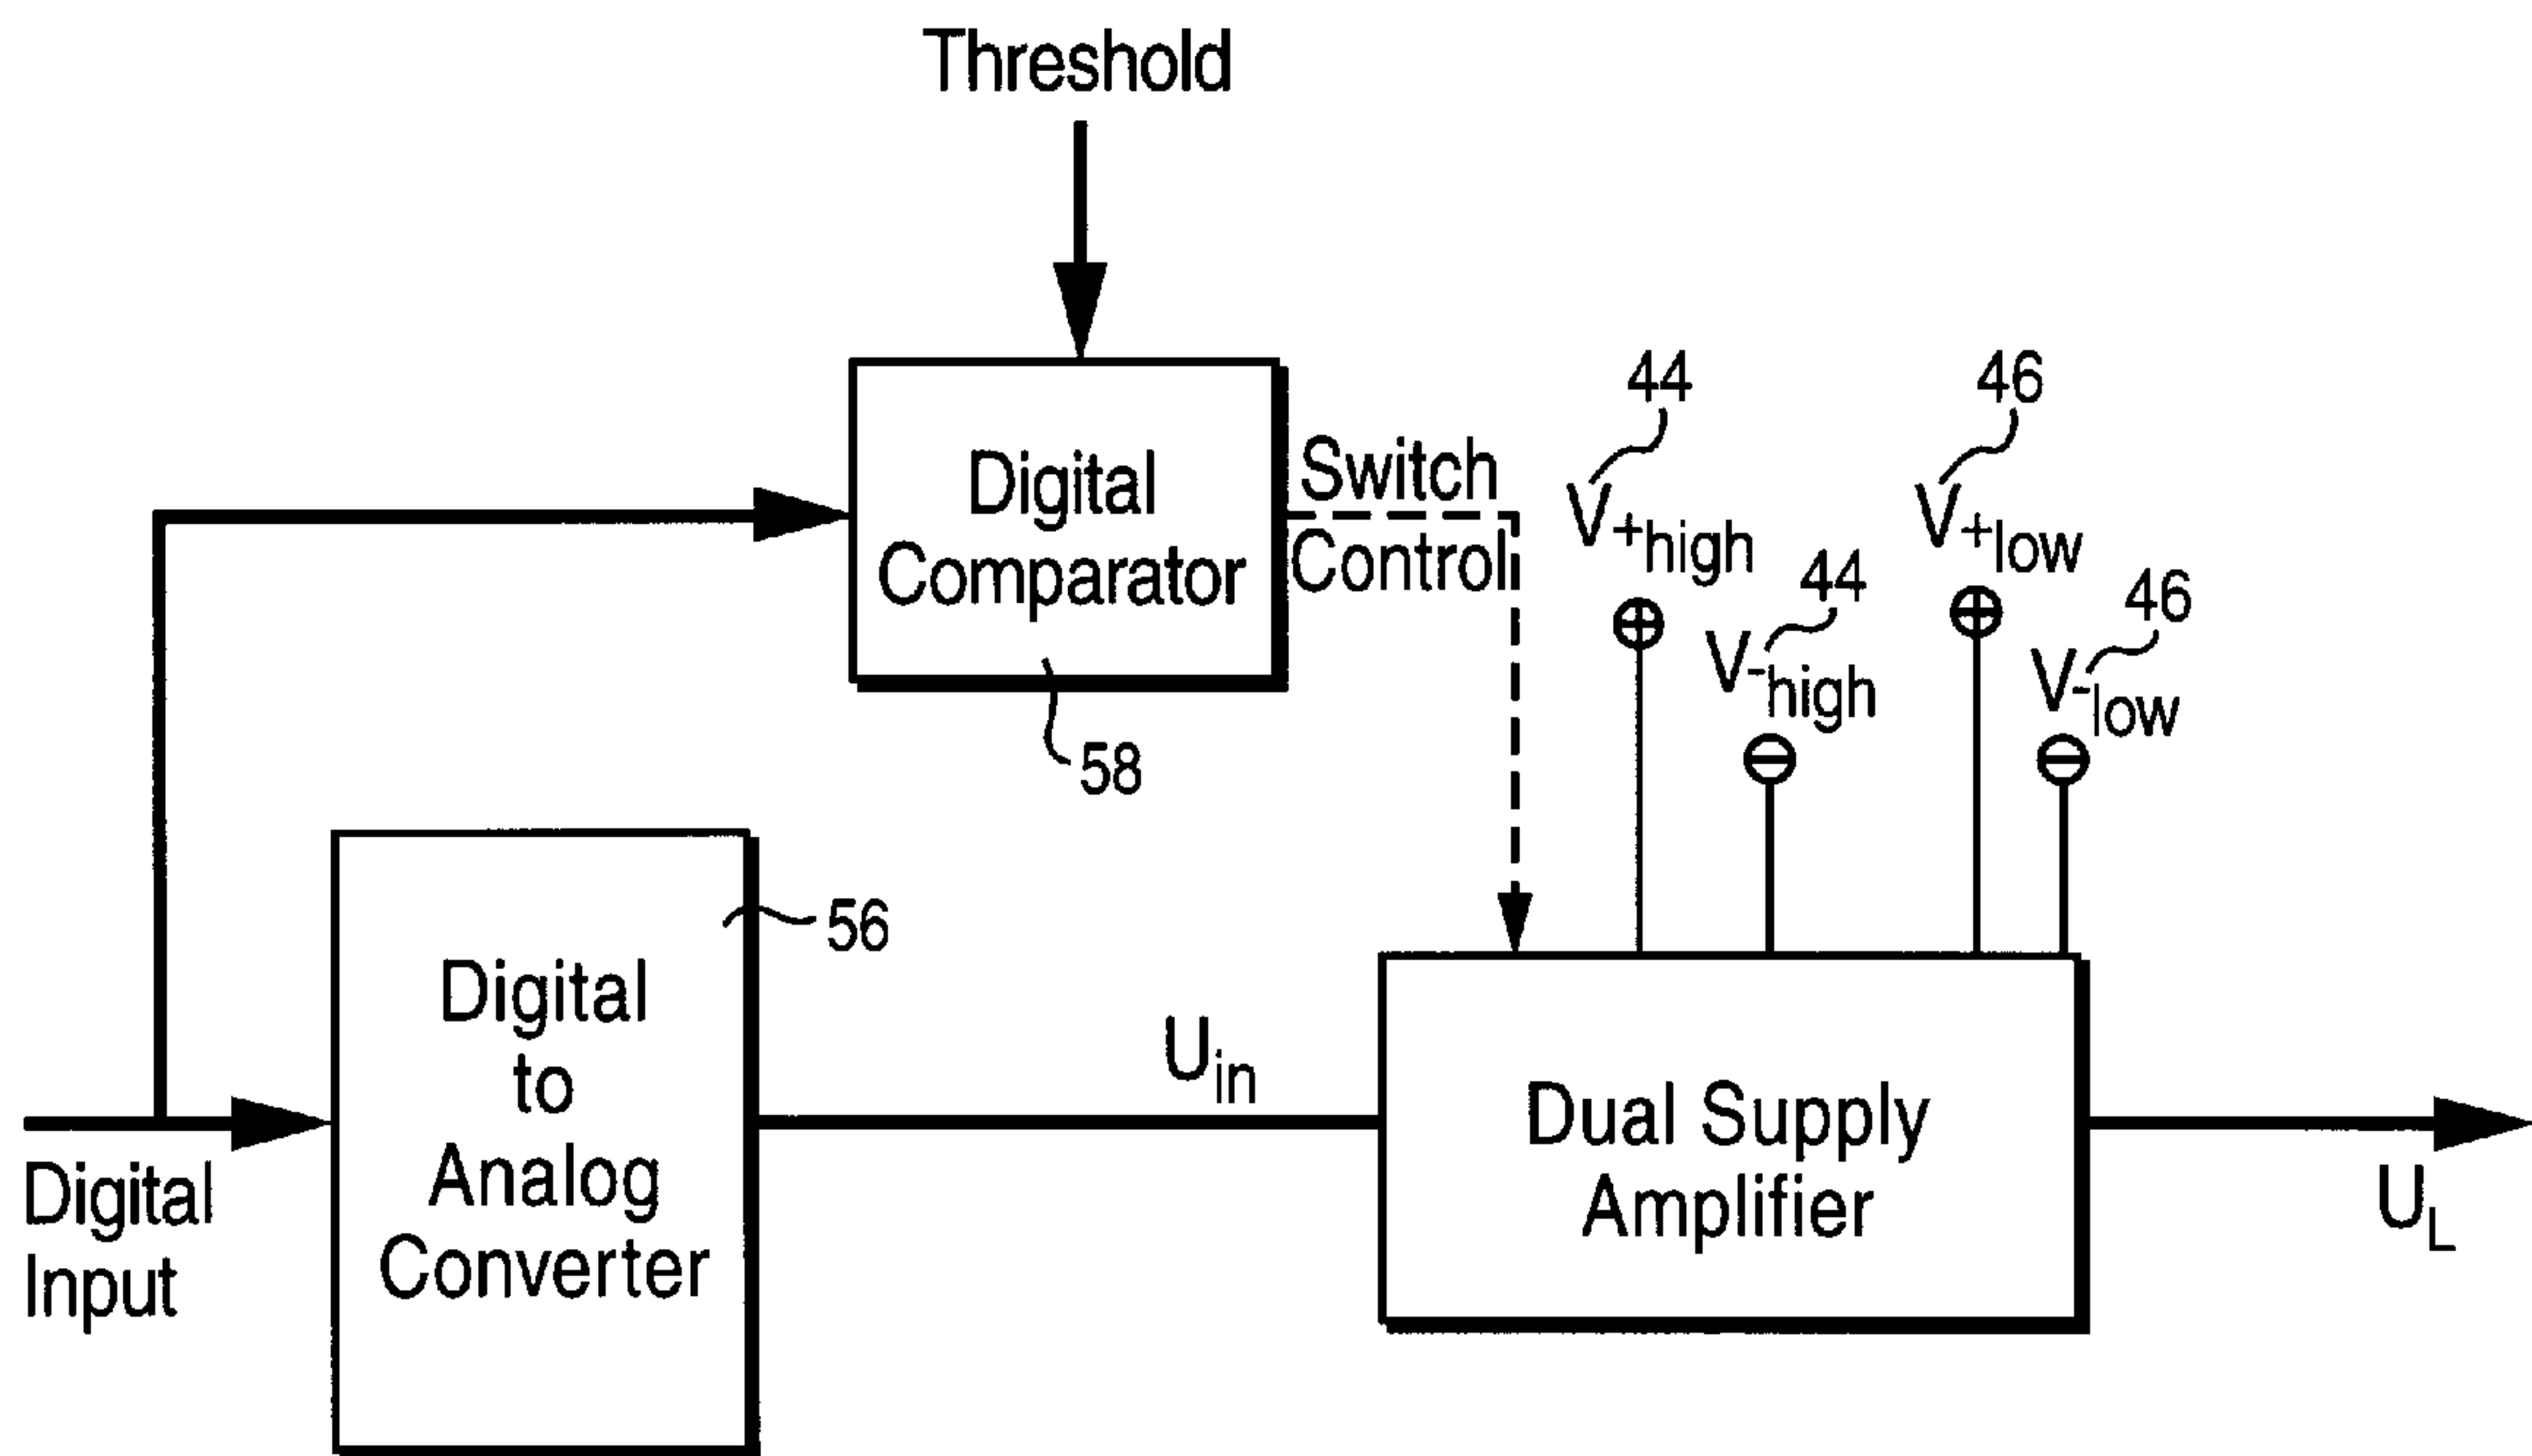 Threshold
Digital
Comparator
58
Switch
Control
44
V+high
44
V-high
46
V+low
46
V-low
Digital
Input
Digital
to
Analog
Converter
56
Uin
Dual Supply
Amplifier
UL